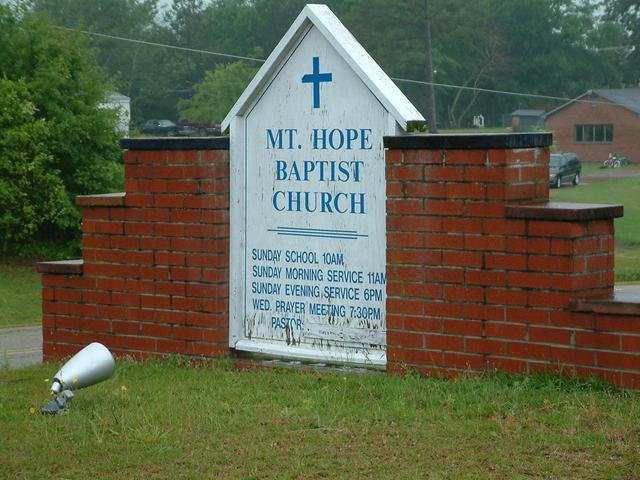 MT. HOPE
BAPTIST
CHURCH
SUNDAY SCHOOL 10AM
SUNDAY MORNING SERVICE 11AM
SUNDAY EVENING SERVICE 6PM
WED. PRAYER MEETING 7:30PM
PASTOR: